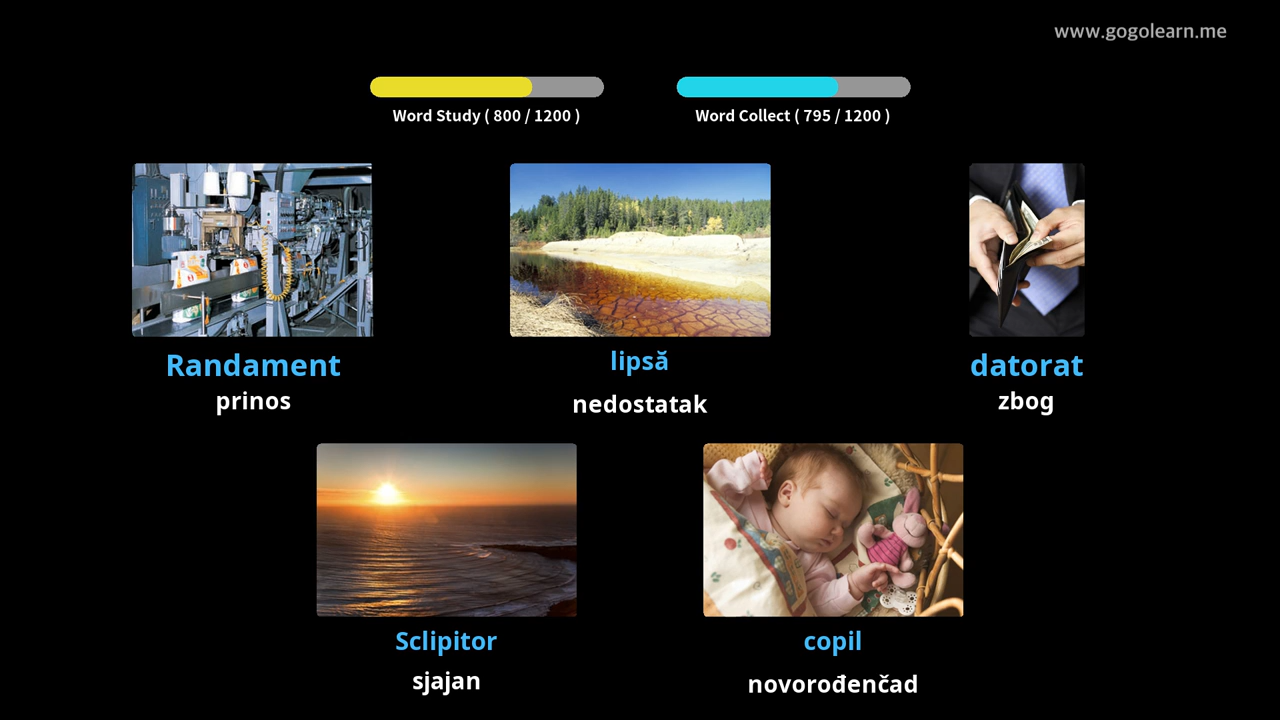 www.gogolearn.me
Word Study ( 800 / 1200 )
Word Collect ( 795 / 1200 )
Randament
prinos
lipsă
nedostatak
datorat
zbog
Sclipitor
sjajan
copil
novorođenčad